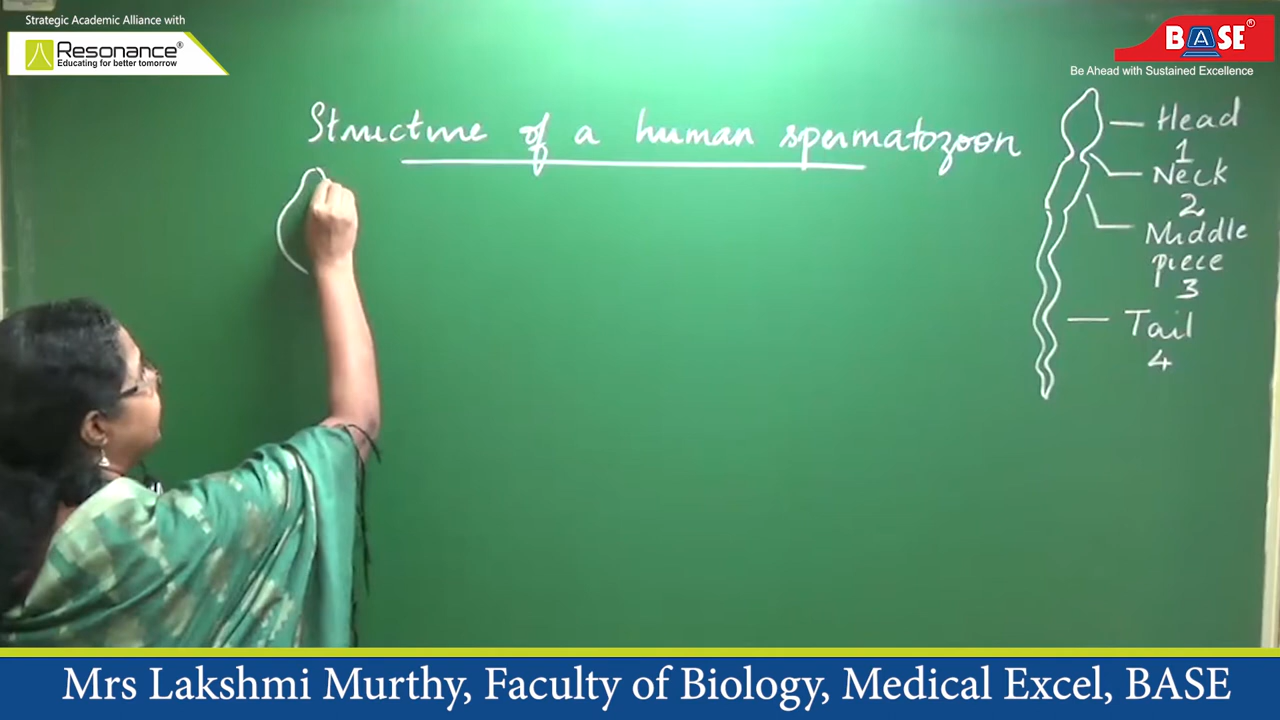 Strategic Academic Alliance with
Resonance®
Educating for better tomorrow
BASE®
Be Ahead with Sustained Excellence
Structure of a human spermatozoon
Head
1
Neck
2
Middle
piece
3
Tail
4
Mrs Lakshmi Murthy, Faculty of Biology, Medical Excel, BASE